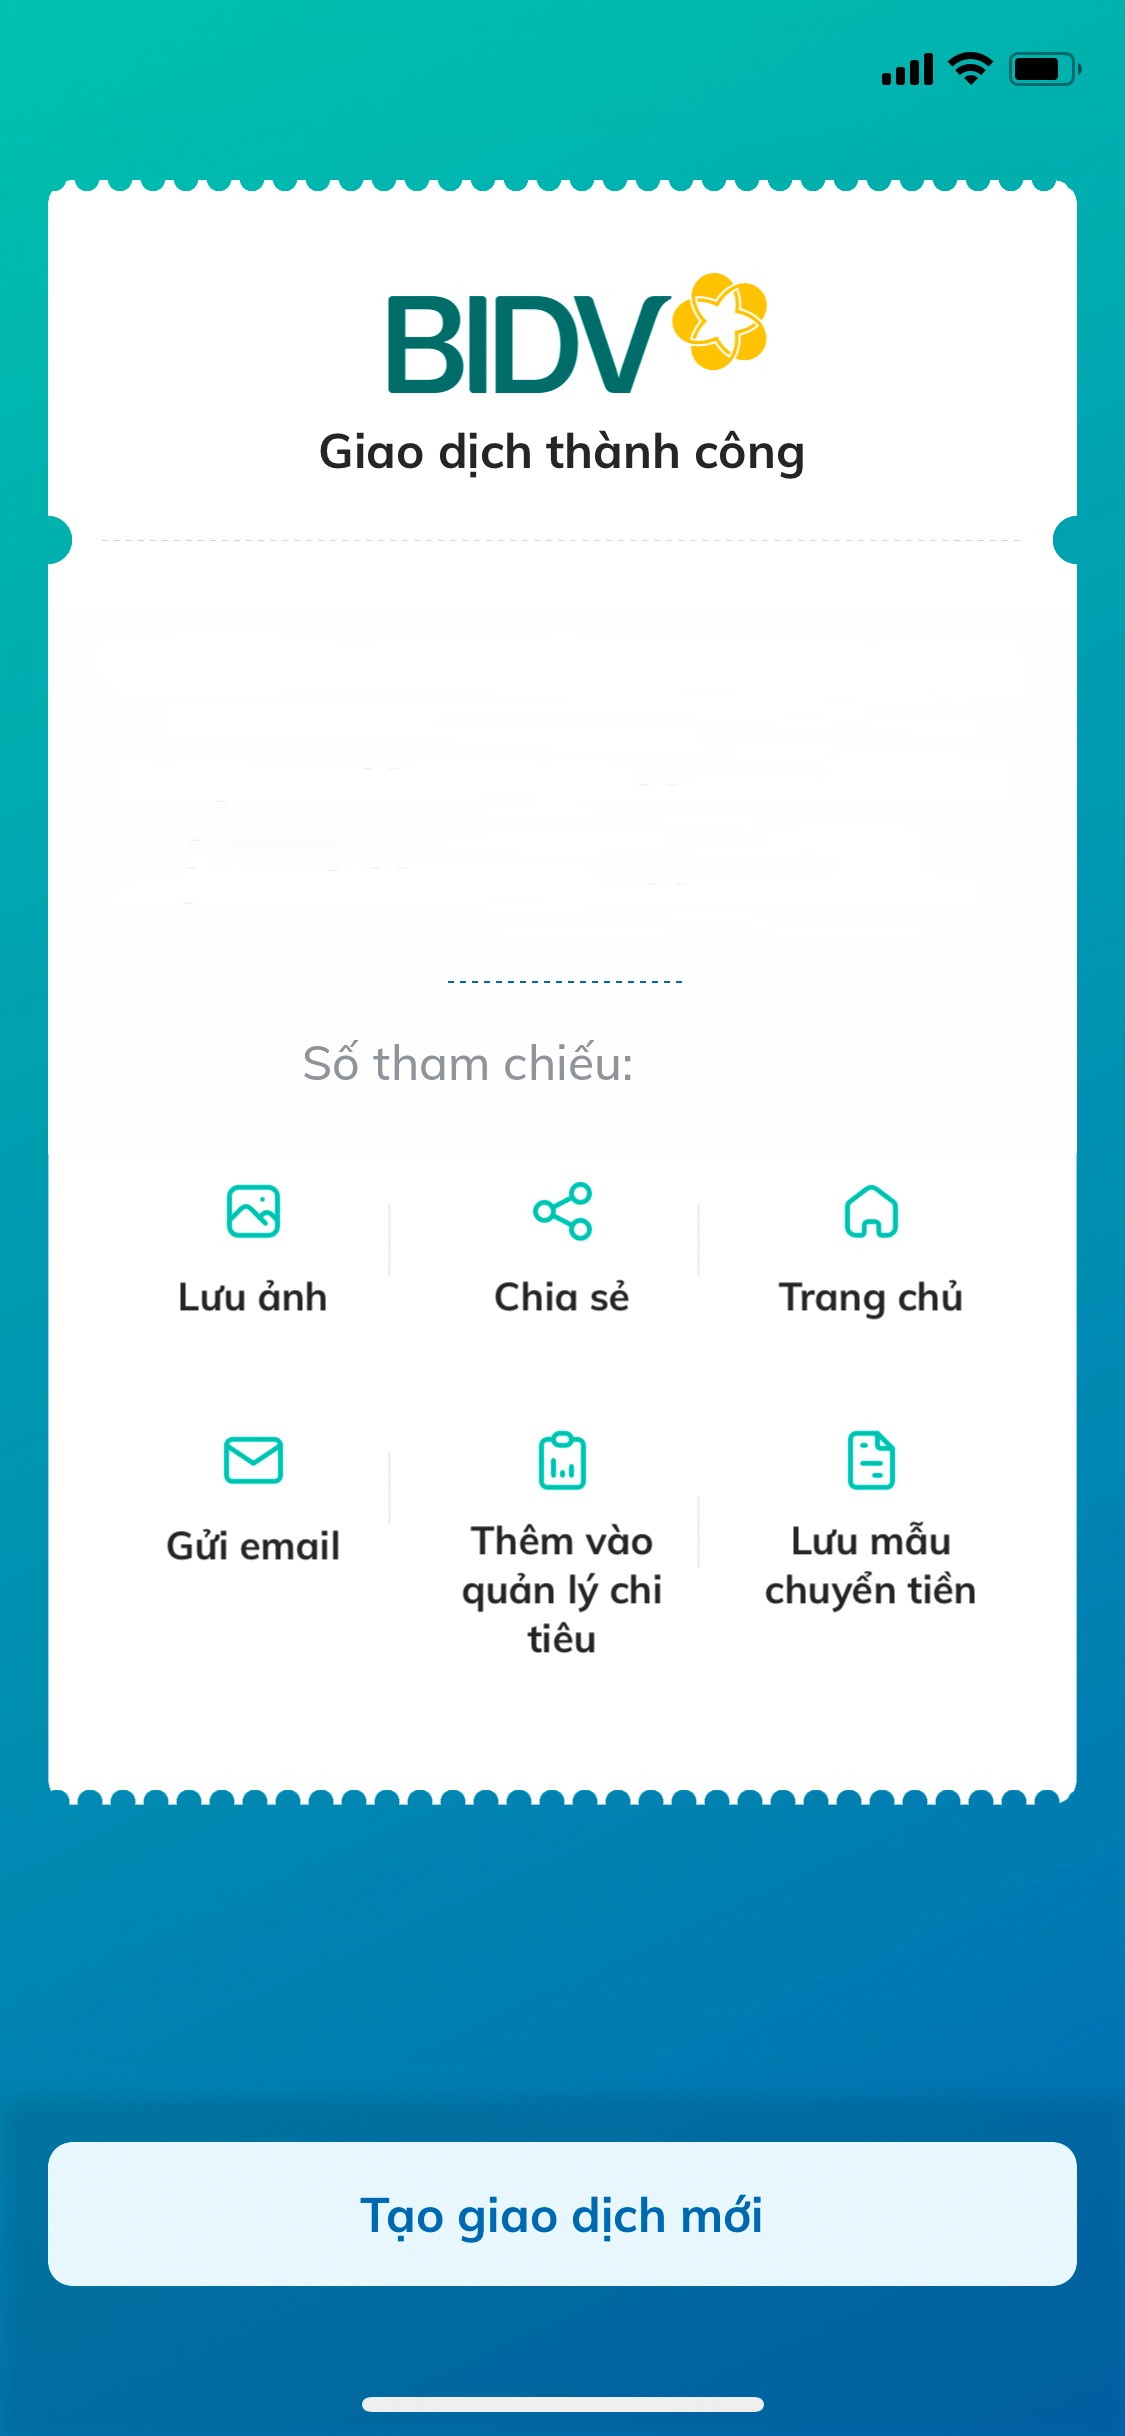 BIDV
Giao dịch thành công
Số tham chiếu:
Lưu ảnh
Chia sẻ
Trang chủ
Gửi email
Thêm vào
quản lý chi
tiêu
Lưu mẫu
chuyển tiền
Tạo giao dịch mới